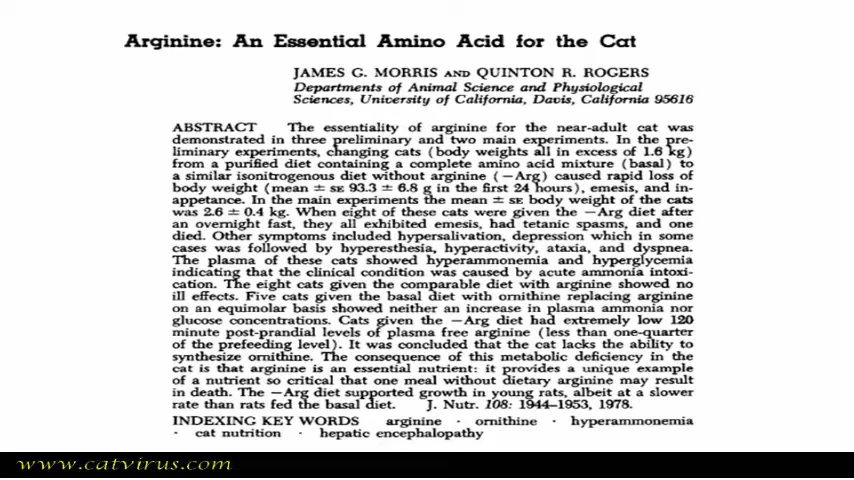 Arginine: An Essential Amino Acid for the Cat
JAMES G. MORRIS AND QUINTON R. ROGERS
Departments of Animal Science and Physiological
Sciences, University of California, Davis, California 95616
ABSTRACT The essentiality of arginine for the near-adult cat was
demonstrated in three preliminary and two main experiments. In the pre-
liminary experiments, changing cats (body weights all in excess of 1.6 kg)
from a purified diet containing a complete amino acid mixture (basal) to
a similar isonitrogenous diet without arginine (−Arg) caused rapid loss of
body weight (mean ± SE 93.3 ± 6.8 g in the first 24 hours), emesis, and in-
appetance. In the main experiments the mean ± SE body weight of the cats
was 2.6 ± 0.4 kg. When eight of these cats were given the −Arg diet after
an overnight fast, they all exhibited emesis, had tetanic spasms, and one
died. Other symptoms included hypersalivation, depression which in some
cases was followed by hyperesthesia, hyperactivity, ataxia, and dyspnea.
The plasma of these cats showed hyperammonemia and hyperglycemia
indicating that the clinical condition was caused by acute ammonia intoxi-
cation. The eight cats given the comparable diet with arginine showed no
ill effects. Five cats given the basal diet with ornithine replacing arginine
on an equimolar basis showed neither an increase in plasma ammonia nor
glucose concentrations. Cats given the −Arg diet had extremely low 120
minute post-prandial levels of plasma free arginine (less than one-quarter
of the prefeeding level). It was concluded that the cat lacks the ability to
synthesize ornithine. The consequence of this metabolic deficiency in the
cat is that arginine is an essential nutrient: it provides a unique example
of a nutrient so critical that one meal without dietary arginine may result
in death. The −Arg diet supported growth in young rats, albeit at a slower
rate than rats fed the basal diet. J. Nutr. 108: 1944–1953, 1978.
INDEXING KEY WORDS arginine · ornithine · hyperammonemia
· cat nutrition · hepatic encephalopathy
www.catvirus.com